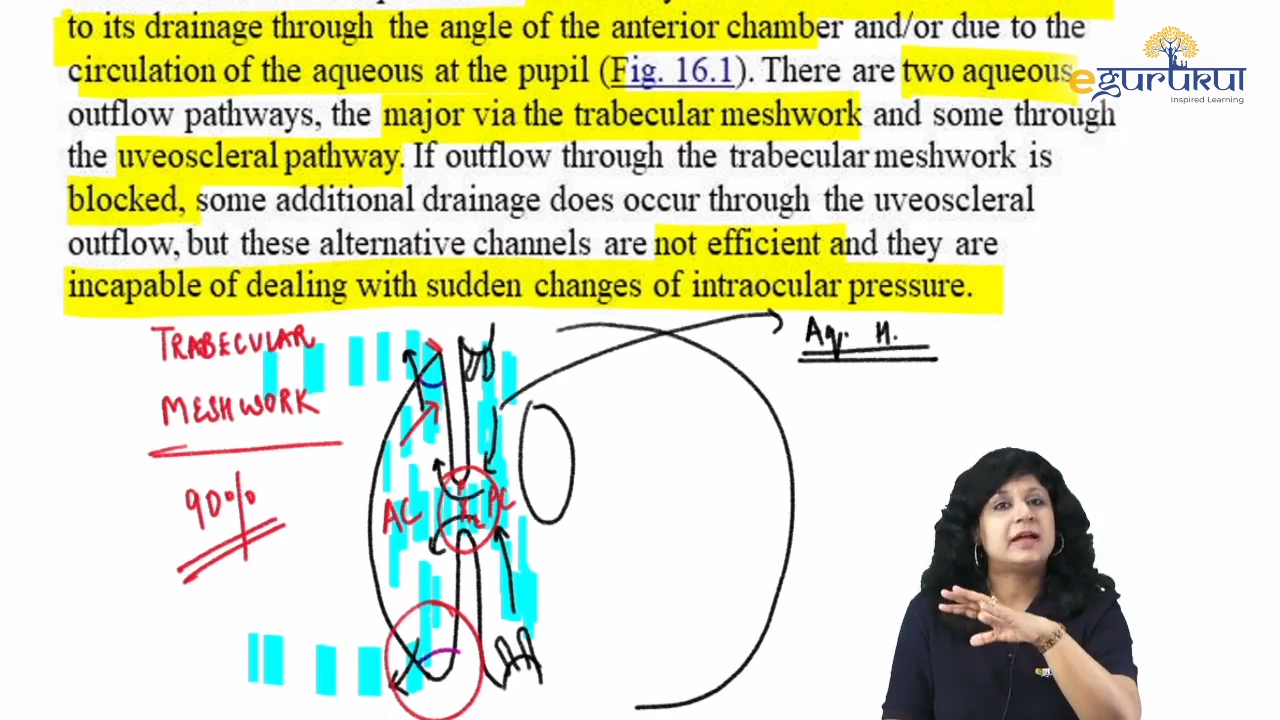 to its drainage through the angle of the anterior chamber and/or due to the
circulation of the aqueous at the pupil (Fig. 16.1). There are two aqueous
outflow pathways, the major via the trabecular meshwork and some through
the uveoscleral pathway. If outflow through the trabecular meshwork is
blocked, some additional drainage does occur through the uveoscleral
outflow, but these alternative channels are not efficient and they are
incapable of dealing with sudden changes of intraocular pressure.
egurukul
Inspired Learning
TRABECULAR
MESHWORK
90%
Aq. H.
AC
PC